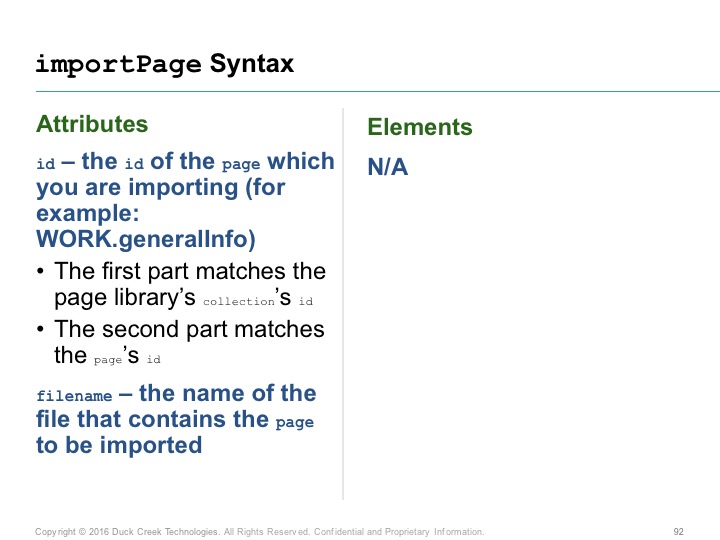 importPage Syntax
Attributes
id – the id of the page which
you are importing (for
example:
WORK.generalInfo)
• The first part matches the
page library’s collection’s id
• The second part matches
the page’s id
filename – the name of the
file that contains the page
to be imported
Elements
N/A
Copyright © 2016 Duck Creek Technologies. All Rights Reserved. Confidential and Proprietary Information.
92